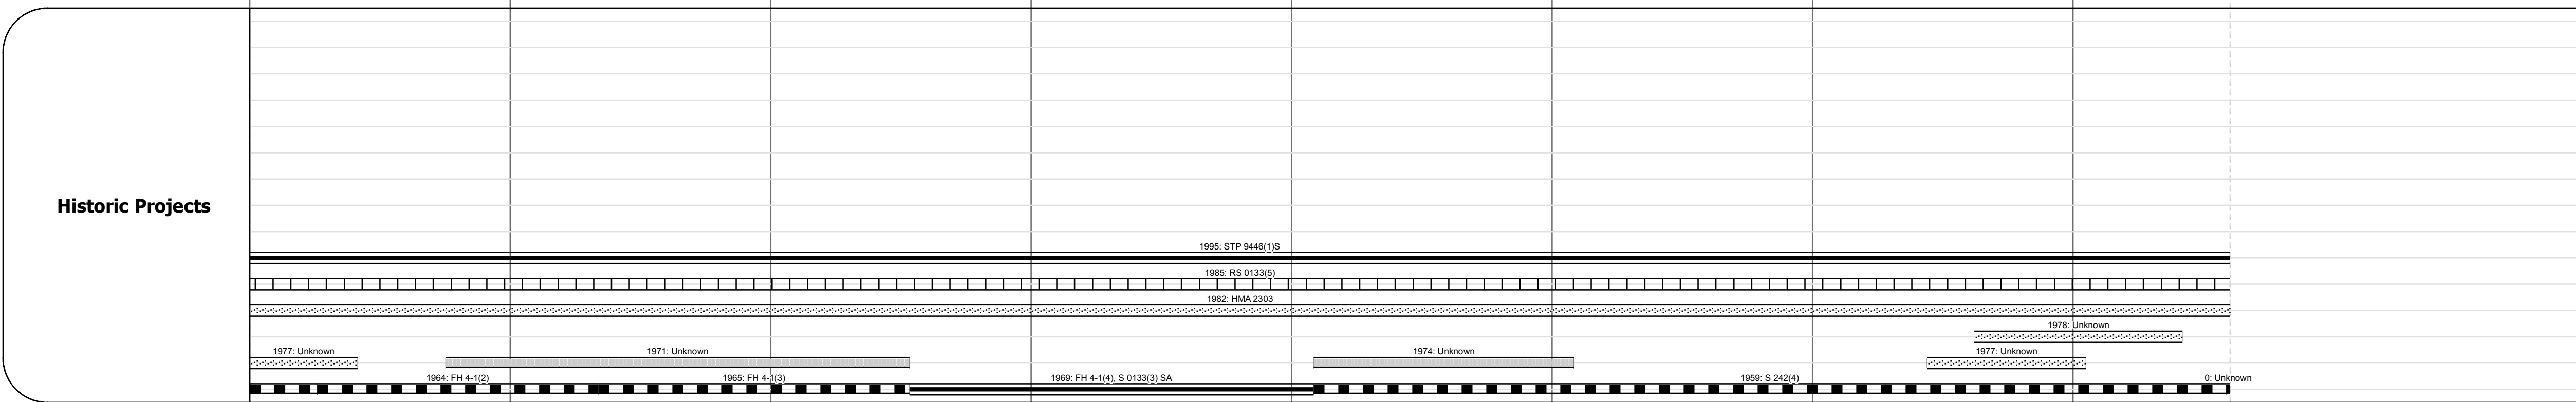 Historic Projects
1995: STP 9446(1)S
1985: RS 0133(5)
1982: HMA 2303
1978: Unknown
1977: Unknown
1971: Unknown
1974: Unknown
1977: Unknown
1964: FH 4-1(2)
1965: FH 4-1(3)
1969: FH 4-1(4), S 0133(3) SA
1959: S 242(4)
0: Unknown